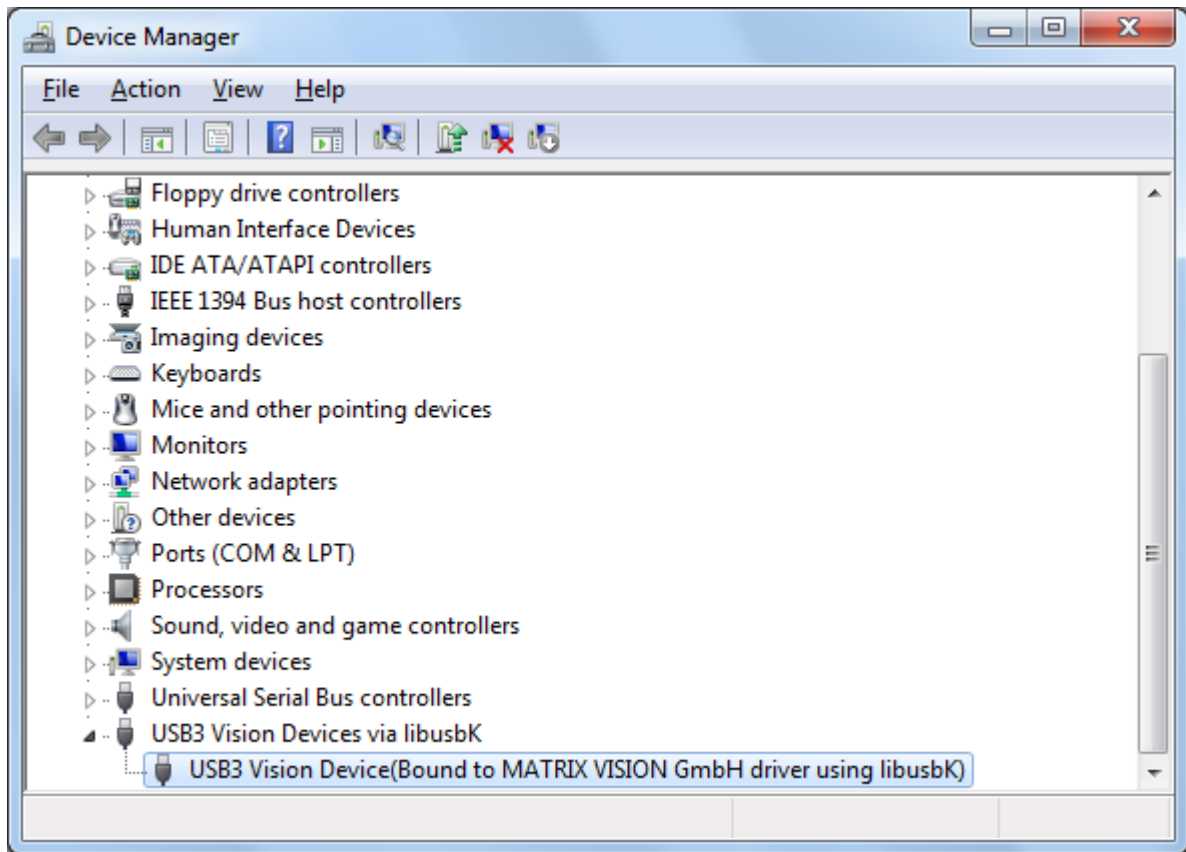 Device Manager
File Action View Help
Floppy drive controllers
Human Interface Devices
IDE ATA/ATAPI controllers
IEEE 1394 Bus host controllers
Imaging devices
Keyboards
Mice and other pointing devices
Monitors
Network adapters
Other devices
Ports (COM & LPT)
Processors
Sound, video and game controllers
System devices
Universal Serial Bus controllers
USB3 Vision Devices via libusbK
USB3 Vision Device(Bound to MATRIX VISION GmbH driver using libusbK)